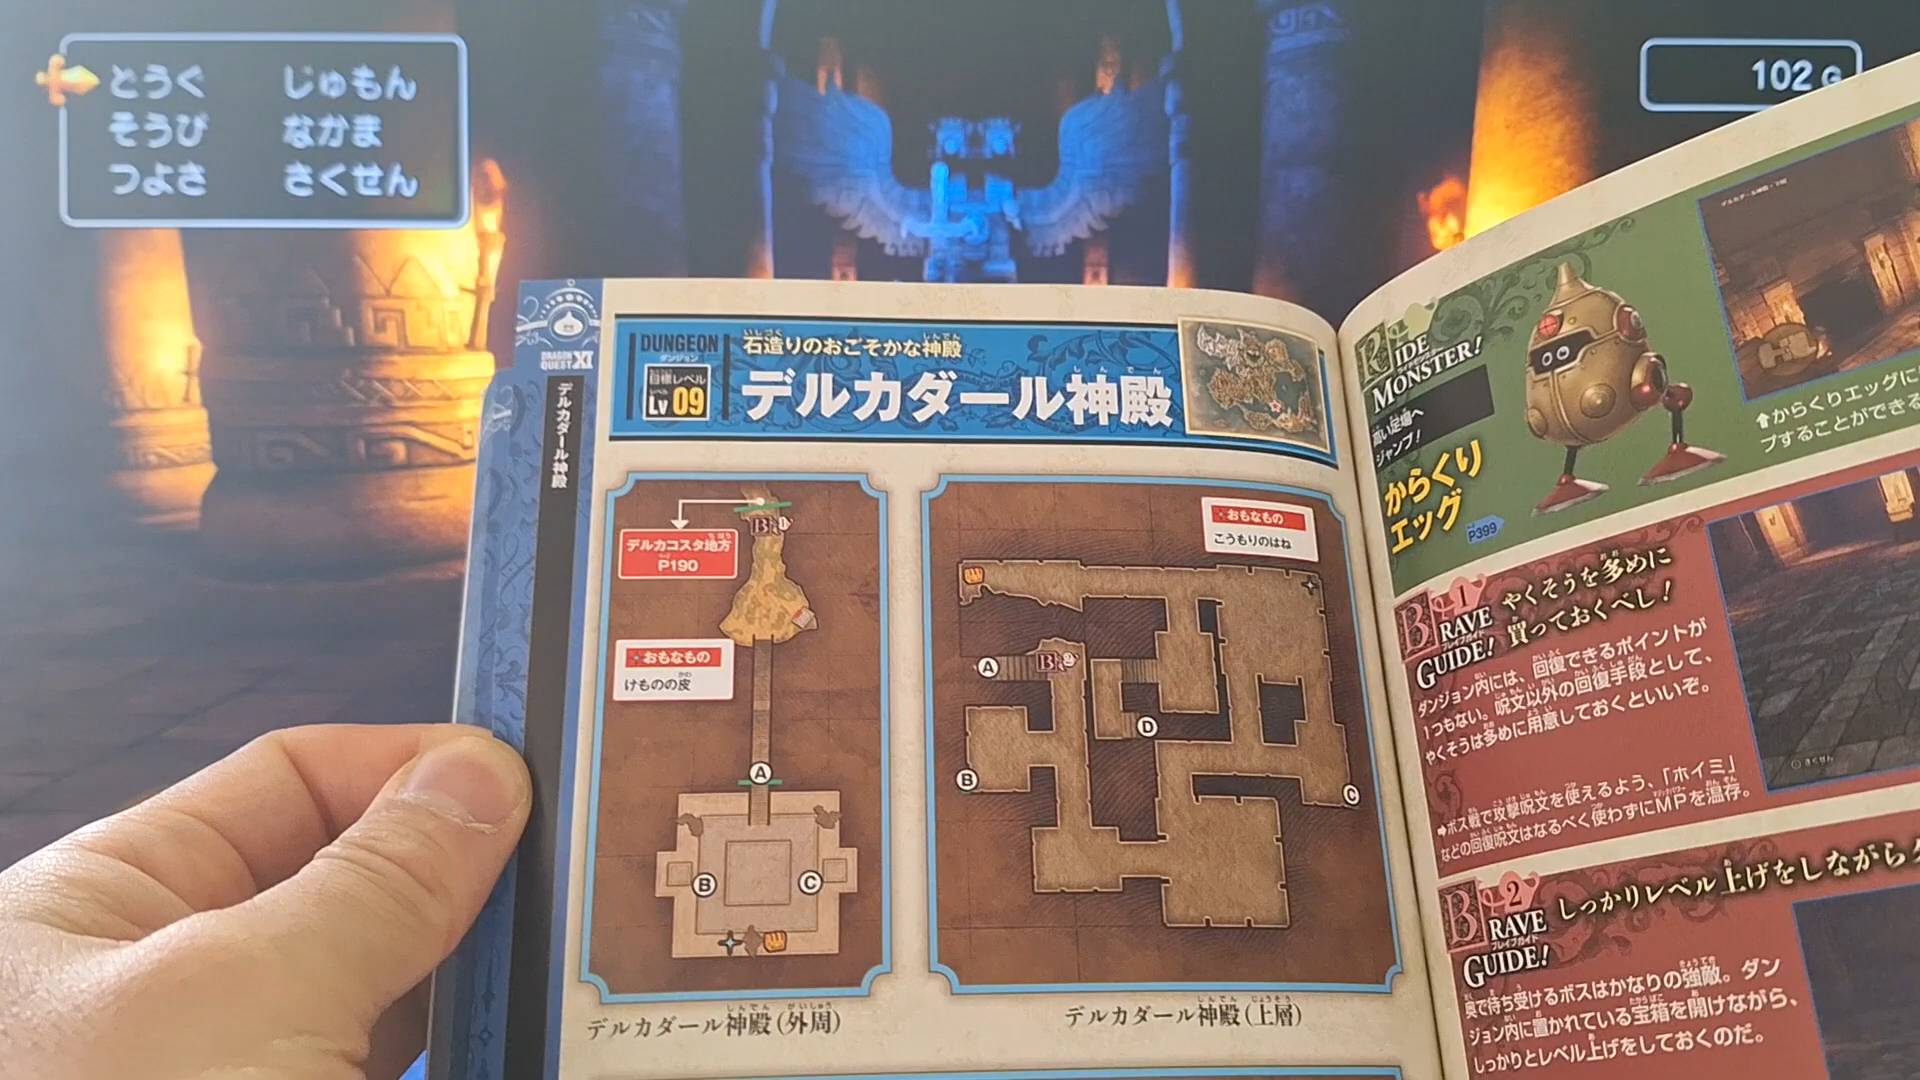 とうぐ じゅもん
そうび なかま
つよさ さくせん
102 G
DRAGON QUEST XI
デルカダール神殿
DUNGEON
ダンジョン
目標レベル
Lv 09
石造りのおごそかな神殿
デルカダール神殿
デルカコスタ地方
P190
おもなもの
けものの皮
A
B
C
デルカダール神殿(外周)
おもなもの
こうもりのはね
A
B
C
D
デルカダール神殿(上層)
RIDE
MONSTER!
高い足場へ
ジャンプ!
からくり
エッグ
P399
からくりエッグに
プすることができる
BRAVE
GUIDE!
1
やくそうを多めに
買っておくべし!
ダンジョン内には、回復できるポイントが
1つもない。呪文以外の回復手段として、
やくそうは多めに用意しておくといいぞ。
➡ボス戦で攻撃呪文を使えるよう、「ホイミ」
などの回復呪文はなるべく使わずにMPを温存。
BRAVE
GUIDE!
2
しっかりレベル上げをしながら
奥で待ち受けるボスはかなりの強敵。ダン
ジョン内に置かれている宝箱を開けながら、
しっかりとレベル上げをしておくのだ。